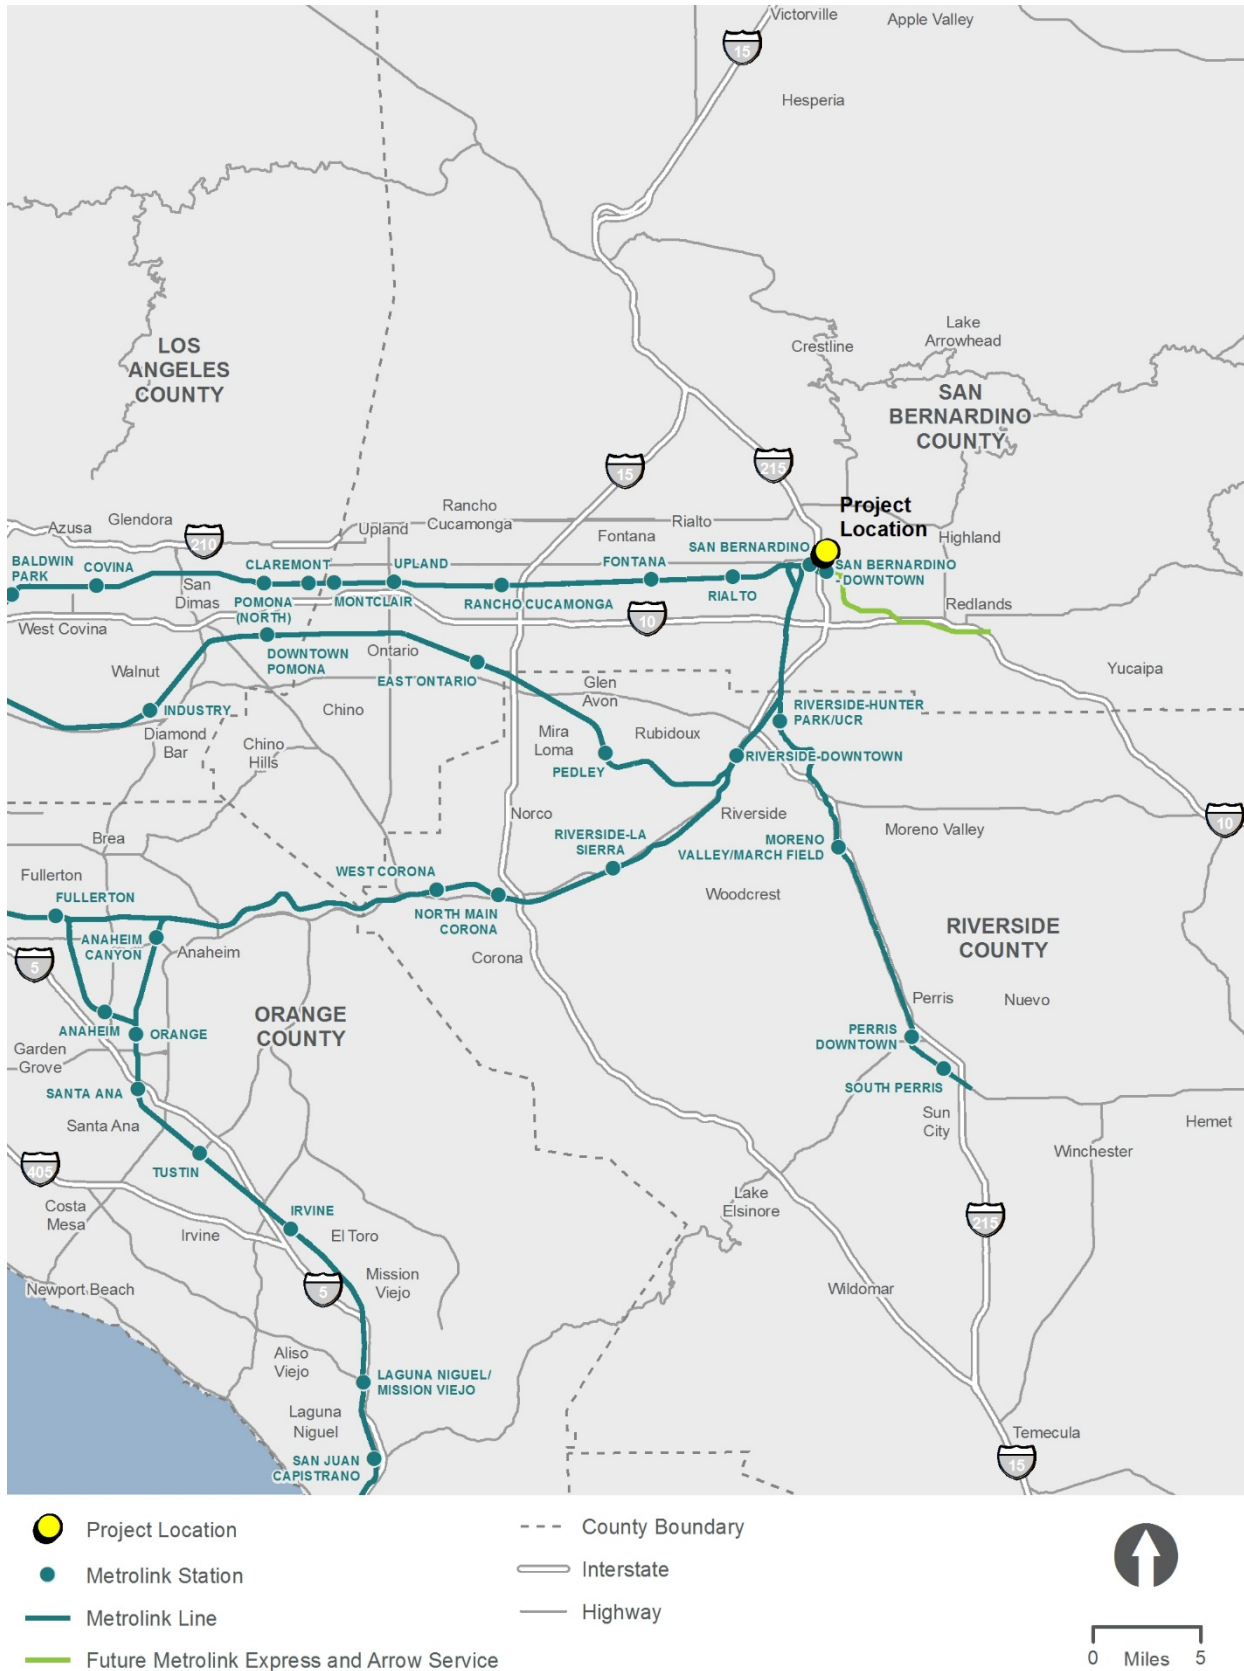 Victorville
Apple Valley
15
Hesperia
Lake
Arrowhead
Crestline
LOS
ANGELES
COUNTY
SAN
BERNARDINO
COUNTY
15
215
Project
Location
Azusa
Glendora
210
Upland
Rancho
Cucamonga
Fontana
Rialto
Highland
BALDWIN
PARK
COVINA
CLAREMONT
UPLAND
FONTANA
SAN BERNARDINO
SAN BERNARDINO
-DOWNTOWN
San
Dimas
POMONA
(NORTH)
MONTCLAIR
RANCHO CUCAMONGA
RIALTO
Redlands
West Covina
10
DOWNTOWN
POMONA
Ontario
EAST ONTARIO
Walnut
Yucaipa
INDUSTRY
Diamond
Bar
Chino
Glen
Avon
Chino
Hills
Mira
Loma
Rubidoux
PEDLEY
RIVERSIDE-HUNTER
PARK/UCR
RIVERSIDE-DOWNTOWN
Norco
Riverside
10
Brea
RIVERSIDE-LA
SIERRA
MORENO
VALLEY/MARCH FIELD
Moreno Valley
Fullerton
FULLERTON
WEST CORONA
NORTH MAIN
CORONA
Woodcrest
ANAHEIM
CANYON
Anaheim
Corona
RIVERSIDE
COUNTY
5
ORANGE
COUNTY
Perris
Nuevo
ANAHEIM
ORANGE
Garden
Grove
PERRIS
DOWNTOWN
SOUTH PERRIS
SANTA ANA
Santa Ana
Sun
City
Hemet
Winchester
405
TUSTIN
Costa
Mesa
IRVINE
Irvine
El Toro
Lake
Elsinore
215
Newport Beach
5
Mission
Viejo
Wildomar
Aliso
Viejo
LAGUNA NIGUEL/
MISSION VIEJO
Laguna
Niguel
SAN JUAN
CAPISTRANO
Temecula
15
Project Location
Metrolink Station
Metrolink Line
Future Metrolink Express and Arrow Service
County Boundary
Interstate
Highway
0 Miles 5